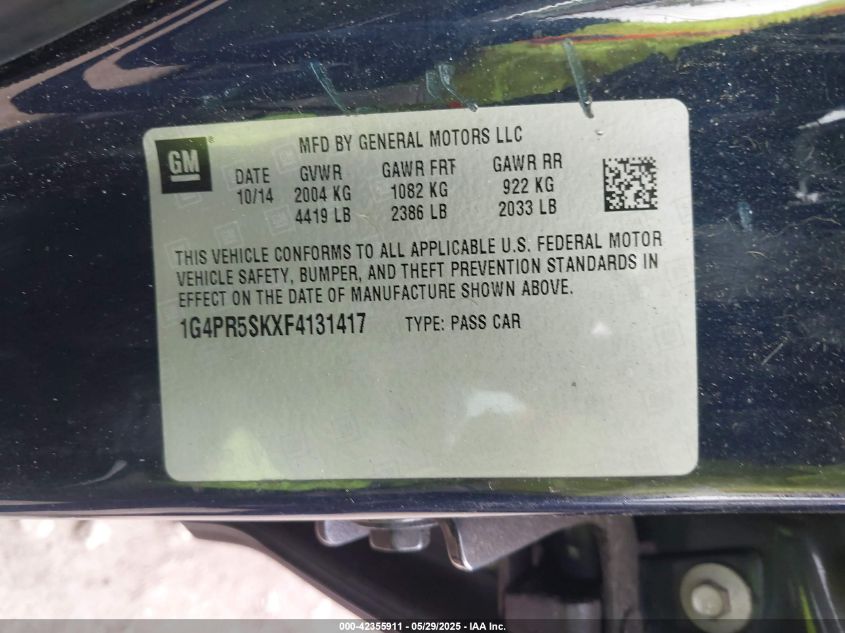 GM®
MFD BY GENERAL MOTORS LLC
DATE GVWR GAWR FRT GAWR RR
10/14 2004 KG 1082 KG 922 KG
4419 LB 2386 LB 2033 LB
THIS VEHICLE CONFORMS TO ALL APPLICABLE U.S. FEDERAL MOTOR
VEHICLE SAFETY, BUMPER, AND THEFT PREVENTION STANDARDS IN
EFFECT ON THE DATE OF MANUFACTURE SHOWN ABOVE.
1G4PR5SKXF4131417 TYPE: PASS CAR
000-42355911 - 05/29/2025 - IAA Inc.